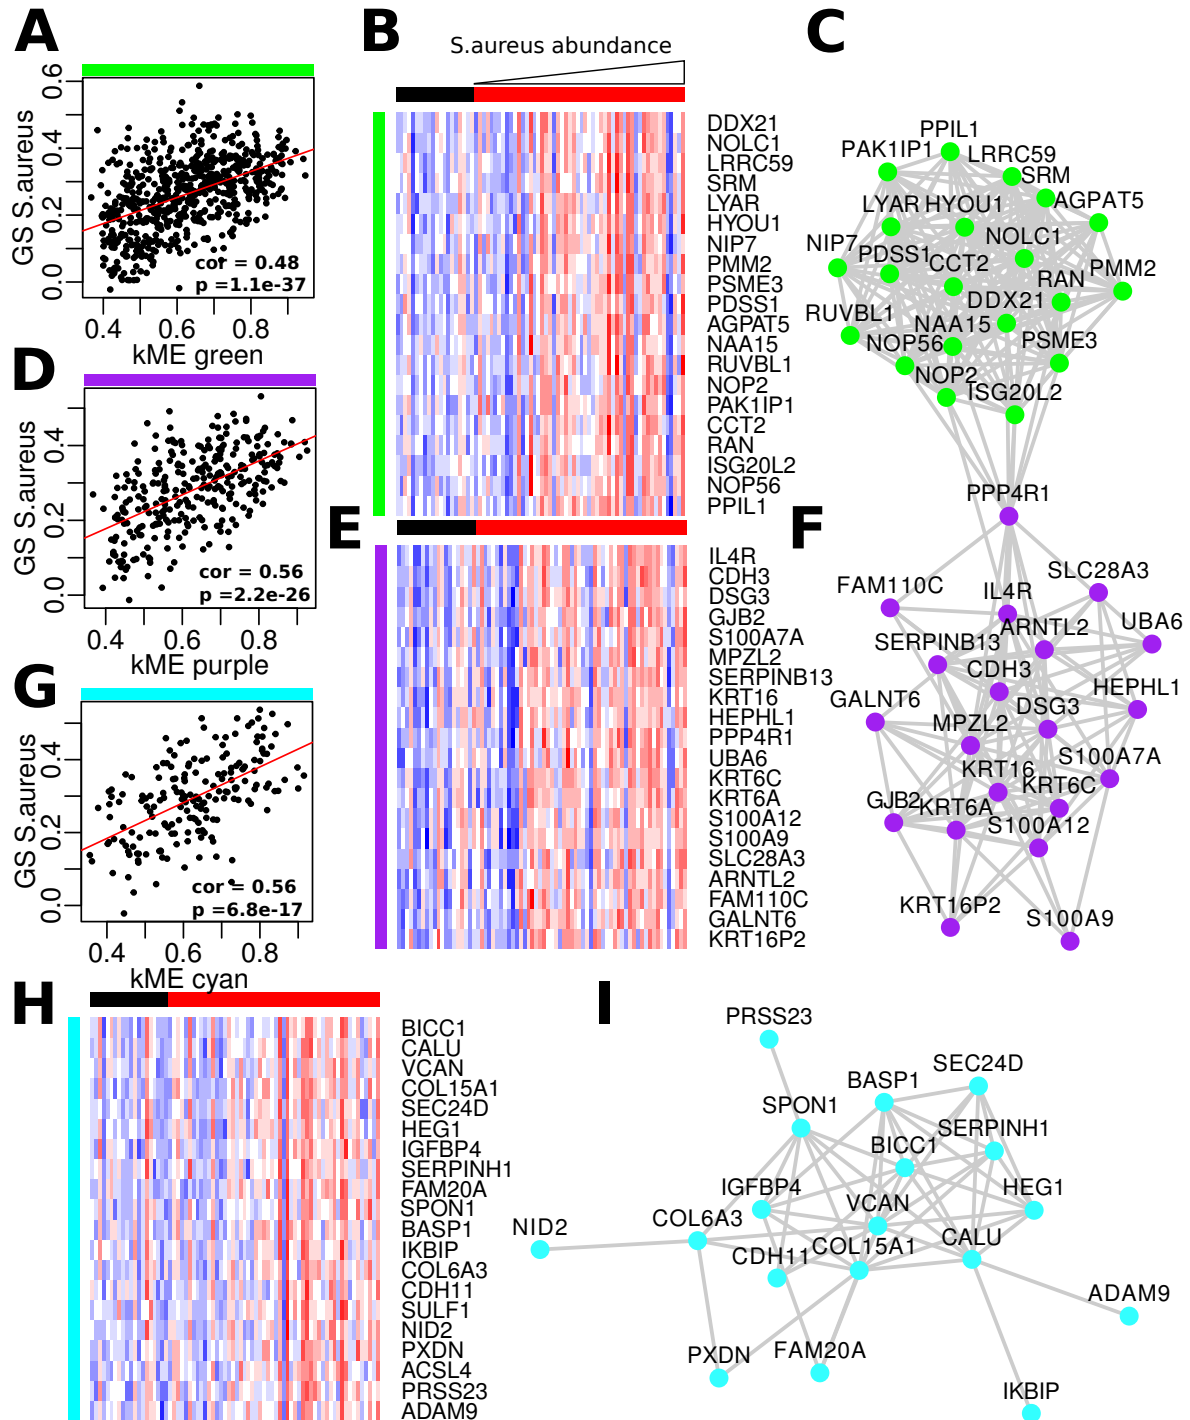 A
GS S.aureus
0.0
0.2
0.4
0.6
cor = 0.48
p =1.1e-37
0.4
0.6
0.8
kME green
B
S.aureus abundance
DDX21
NOLC1
LRRC59
SRM
LYAR
HYOU1
NIP7
PMM2
PSME3
PDSS1
AGPAT5
NAA15
RUVBL1
NOP2
PAK1IP1
CCT2
RAN
ISG20L2
NOP56
PPIL1
C
PPIL1
PAK1IP1
LRRC59
SRM
AGPAT5
LYAR
HYOU1
NOLC1
NIP7
PDSS1
CCT2
RAN
PMM2
DDX21
RUVBL1
NAA15
NOP56
PSME3
NOP2
ISG20L2
PPP4R1
D
GS S.aureus
0.0
0.2
0.4
cor = 0.56
p =2.2e-26
0.4
0.6
0.8
kME purple
E
IL4R
CDH3
DSG3
GJB2
S100A7A
MPZL2
SERPINB13
KRT16
HEPHL1
PPP4R1
UBA6
KRT6C
KRT6A
S100A12
S100A9
SLC28A3
ARNTL2
FAM110C
GALNT6
KRT16P2
F
FAM110C
IL4R
SLC28A3
SERPINB13
ARNTL2
UBA6
CDH3
GALNT6
DSG3
HEPHL1
MPZL2
KRT16
S100A7A
KRT6C
GJB2
KRT6A
S100A12
KRT16P2
S100A9
G
GS S.aureus
0.0
0.2
0.4
cor = 0.56
p =6.8e-17
0.4
0.6
0.8
kME cyan
H
BICC1
CALU
VCAN
COL15A1
SEC24D
HEG1
IGFBP4
SERPINH1
FAM20A
SPON1
BASP1
IKBIP
COL6A3
CDH11
SULF1
NID2
PXDN
ACSL4
PRSS23
ADAM9
I
PRSS23
BASP1
SEC24D
SPON1
BICC1
SERPINH1
IGFBP4
VCAN
HEG1
NID2
COL6A3
CDH11
COL15A1
CALU
ADAM9
PXDN
FAM20A
IKBIP